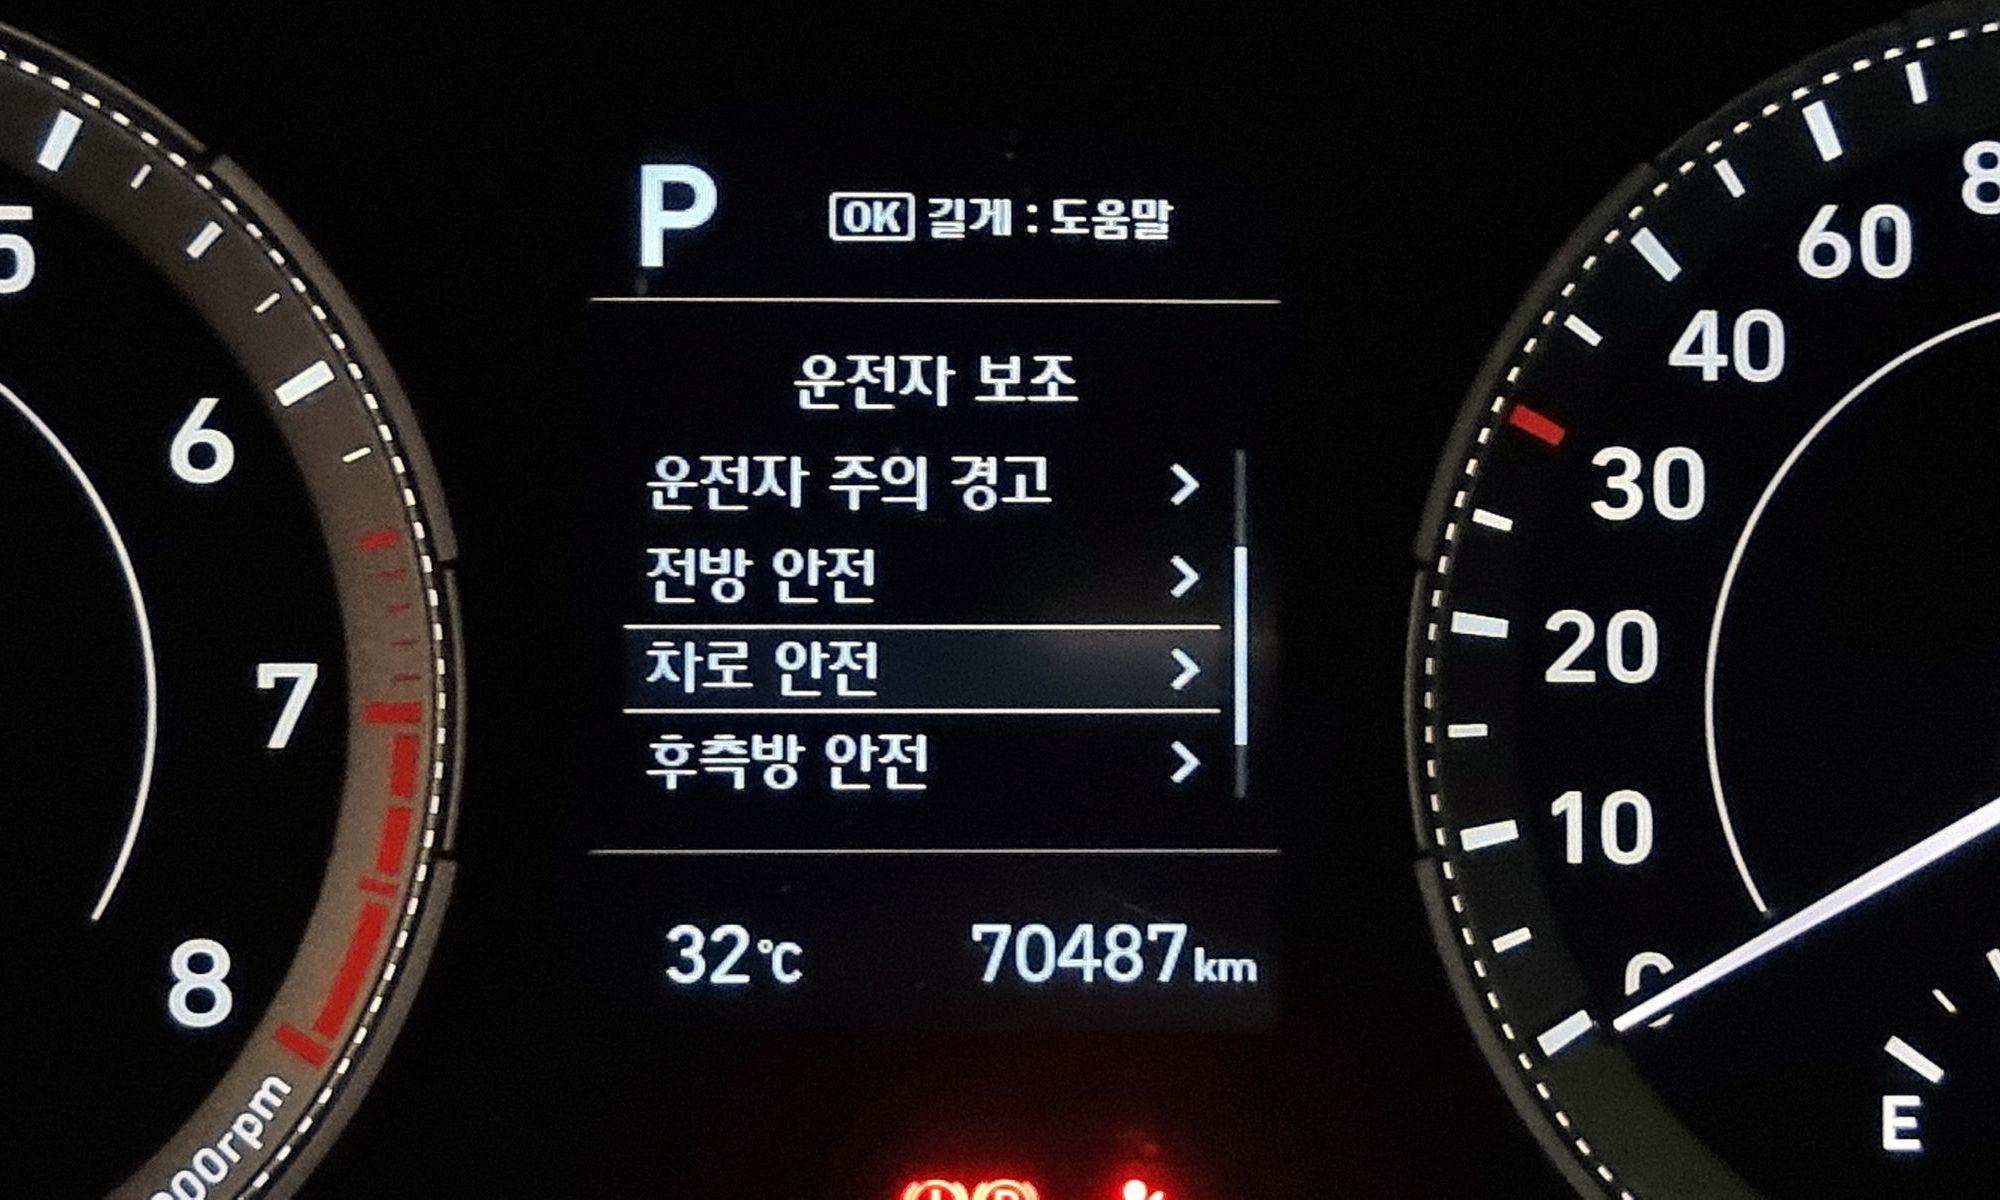 P
OK 길게 : 도움말
운전자 보조
운전자 주의 경고
전방 안전
차로 안전
후측방 안전
32℃ 70487km
5
6
7
8
60
40
30
20
10
0
E